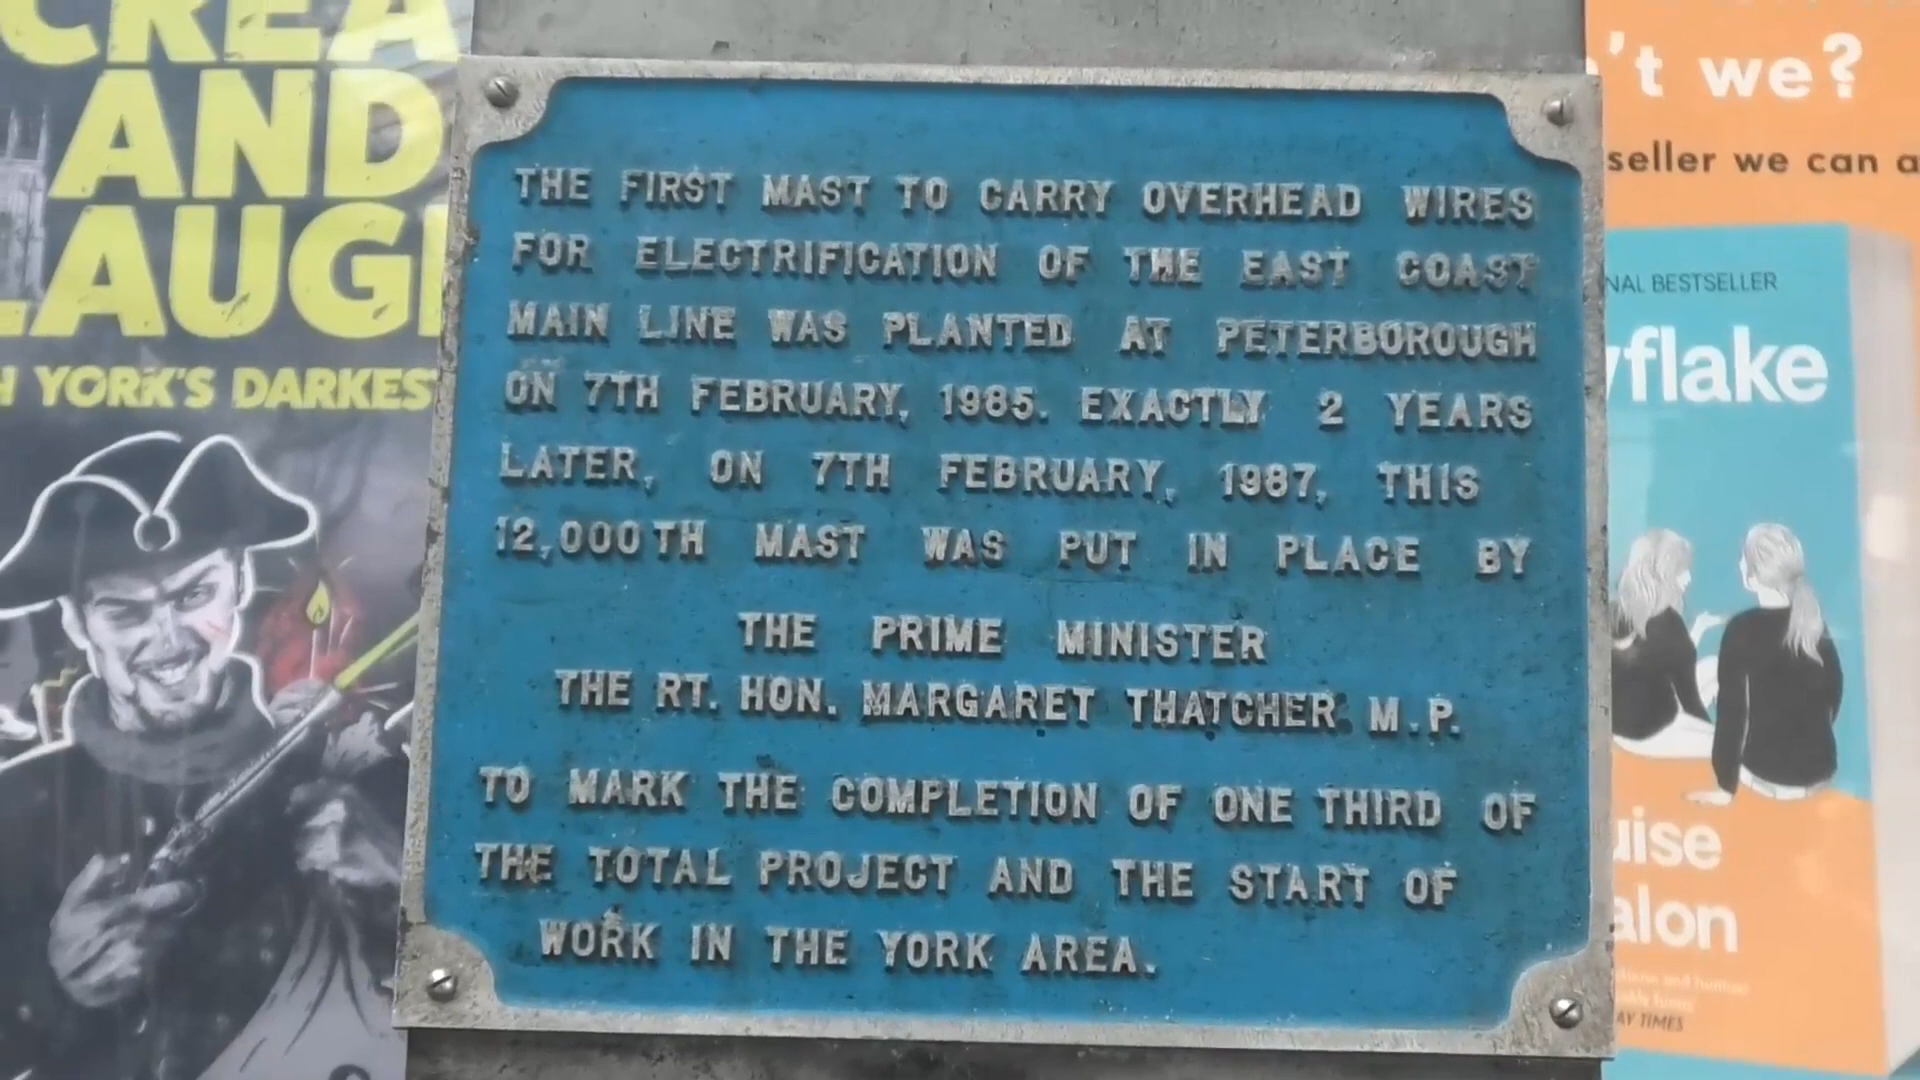 CREA
AND
LAUGH
YORK'S DARKEST
THE FIRST MAST TO CARRY OVERHEAD WIRES
FOR ELECTRIFICATION OF THE EAST COAST
MAIN LINE WAS PLANTED AT PETERBOROUGH
ON 7TH FEBRUARY, 1985. EXACTLY 2 YEARS
LATER, ON 7TH FEBRUARY, 1987, THIS
12,000TH MAST WAS PUT IN PLACE BY
THE PRIME MINISTER
THE RT. HON. MARGARET THATCHER M.P.
TO MARK THE COMPLETION OF ONE THIRD OF
THE TOTAL PROJECT AND THE START OF
WORK IN THE YORK AREA.
't we?
seller we can a
NAL BESTSELLER
flake
uise
alon
AY TIMES